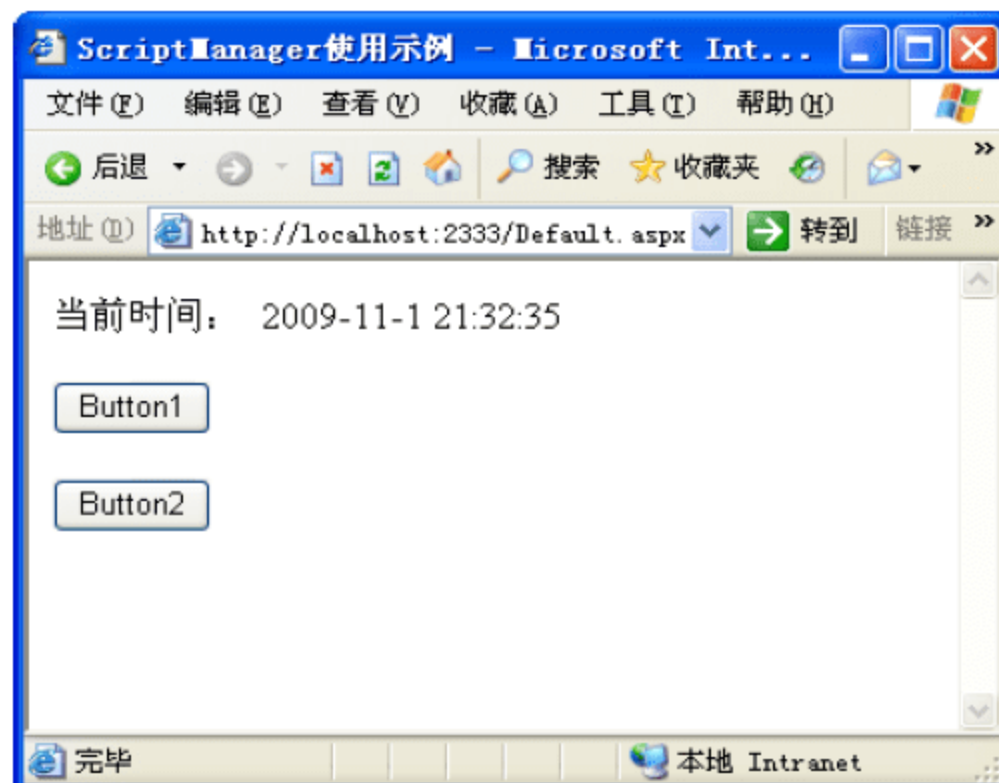 ScriptManager使用示例 - Microsoft Int...
文件(F) 编辑(E) 查看(V) 收藏(A) 工具(T) 帮助(H)
后退 搜索 收藏夹 »
地址(D) http://localhost:2333/Default.aspx 转到 链接 »
当前时间： 2009-11-1 21:32:35
Button1
Button2
完毕 本地 Intranet